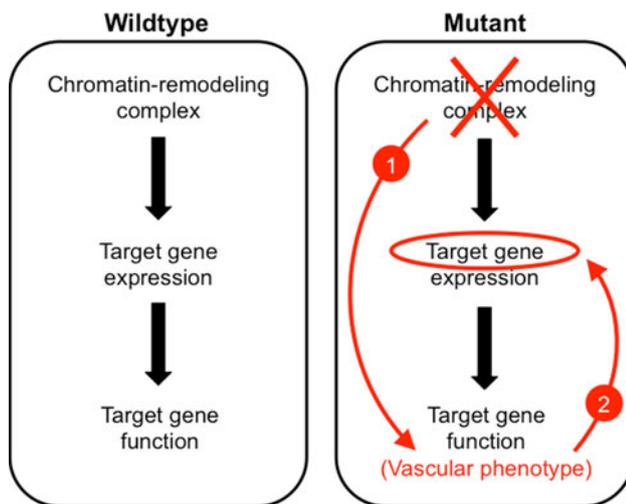 Wildtype
Chromatin-remodeling
complex
Target gene
expression
Target gene
function
Mutant
Chromatin-remodeling
complex
1
Target gene
expression
2
Target gene
function
(Vascular phenotype)